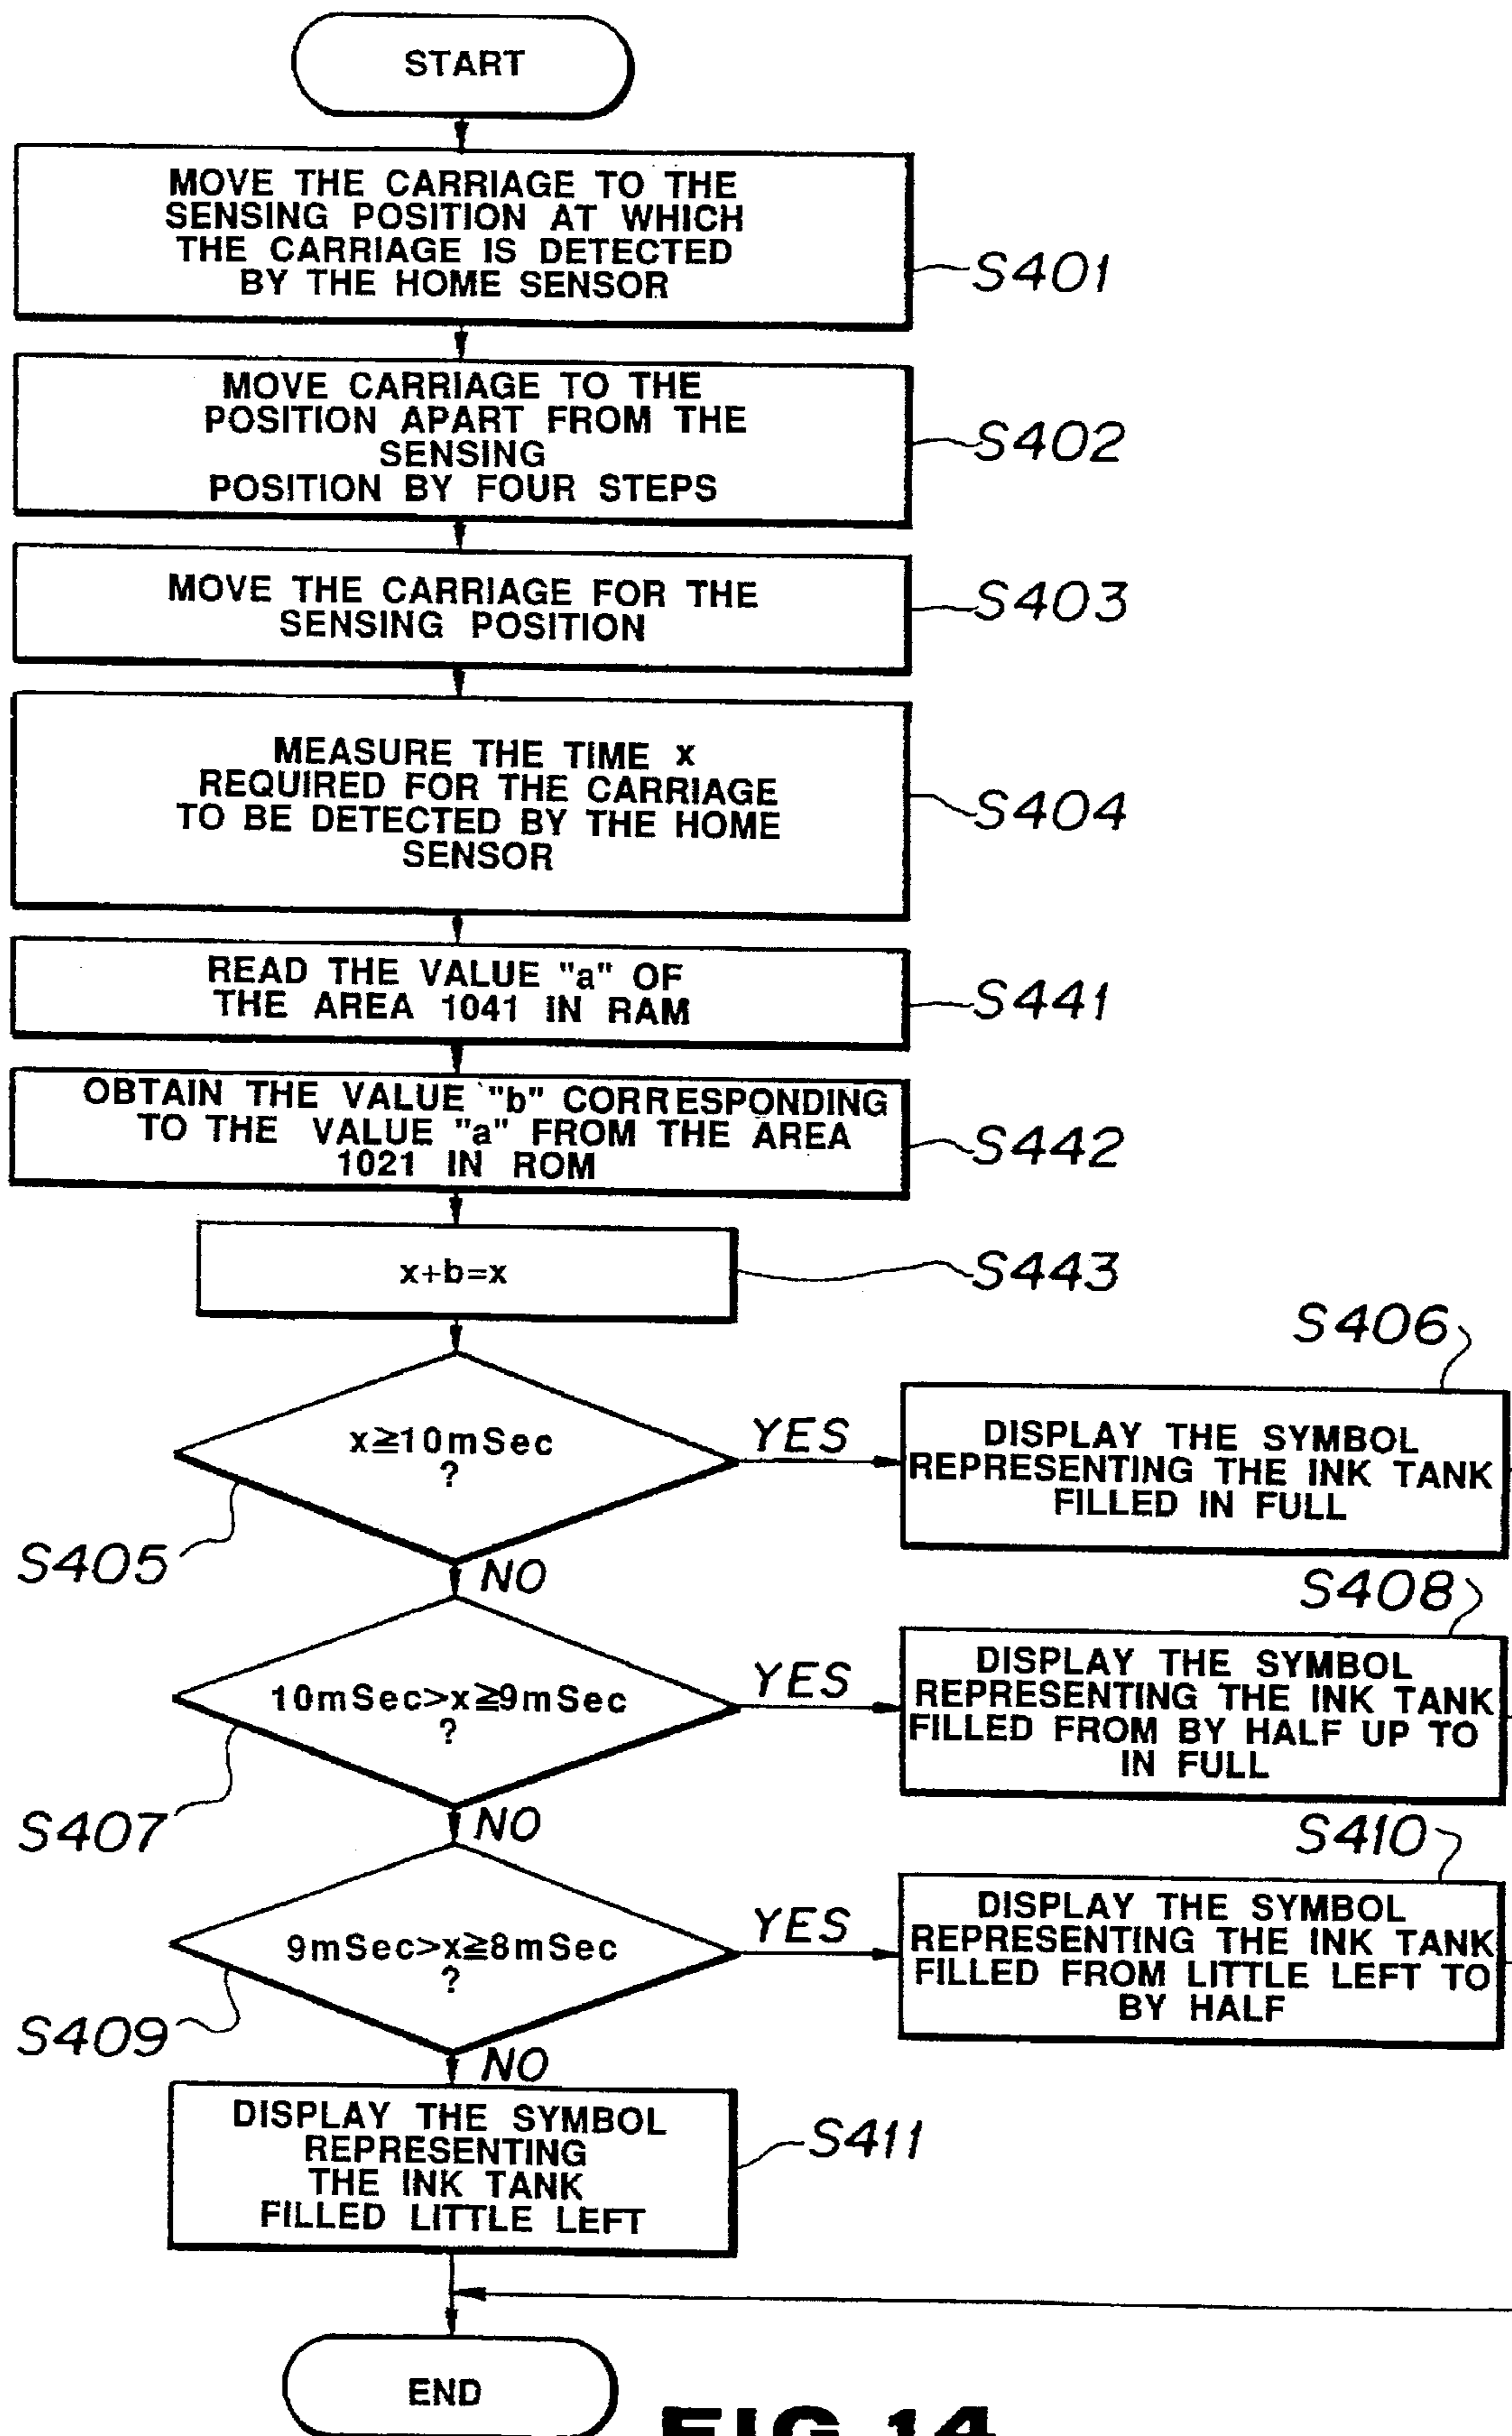 START
MOVE THE CARRIAGE TO THE
SENSING POSITION AT WHICH
THE CARRIAGE IS DETECTED
BY THE HOME SENSOR
S401
MOVE CARRIAGE TO THE
POSITION APART FROM THE
SENSING
POSITION BY FOUR STEPS
S402
MOVE THE CARRIAGE FOR THE
SENSING POSITION
S403
MEASURE THE TIME x
REQUIRED FOR THE CARRIAGE
TO BE DETECTED BY THE HOME
SENSOR
S404
READ THE VALUE "a" OF
THE AREA 1041 IN RAM
S441
OBTAIN THE VALUE "b" CORRESPONDING
TO THE VALUE "a" FROM THE AREA
1021 IN ROM
S442
x+b=x
S443
x≧10mSec
?
S405
YES
S406
DISPLAY THE SYMBOL
REPRESENTING THE INK TANK
FILLED IN FULL
NO
10mSec>x≧9mSec
?
S407
YES
S408
DISPLAY THE SYMBOL
REPRESENTING THE INK TANK
FILLED FROM BY HALF UP TO
IN FULL
NO
9mSec>x≧8mSec
?
S409
YES
S410
DISPLAY THE SYMBOL
REPRESENTING THE INK TANK
FILLED FROM LITTLE LEFT TO
BY HALF
NO
DISPLAY THE SYMBOL
REPRESENTING
THE INK TANK
FILLED LITTLE LEFT
S411
END
FIG.14